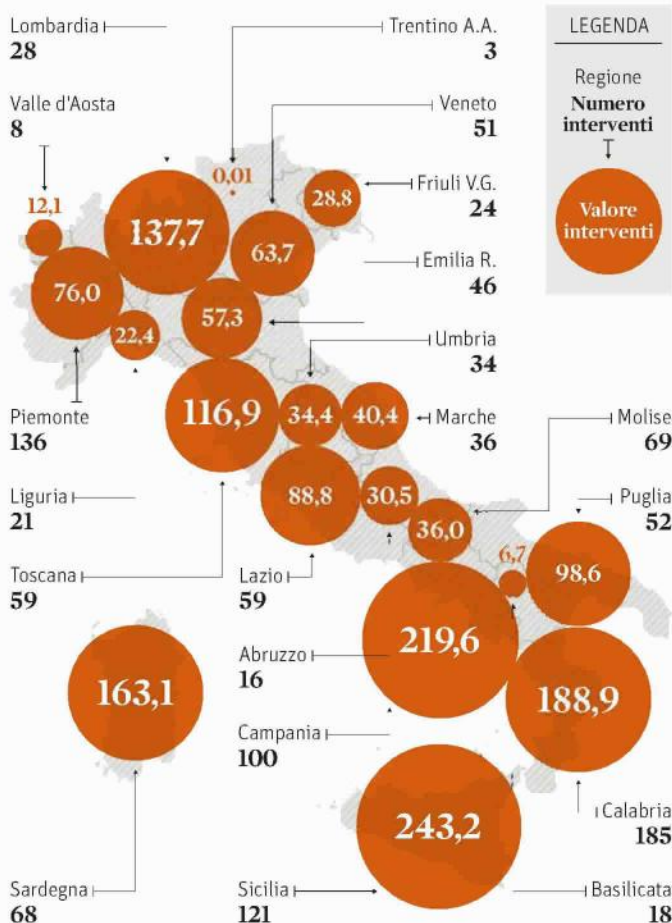 Lombardia
28
Trentino A.A.
3
LEGENDA
Regione
Numero
interventi
Valore
interventi
Valle d'Aosta
8
Veneto
51
12,1
0,01
28,8
Friuli V.G.
24
137,7
63,7
Emilia R.
46
76,0
22,4
57,3
Umbria
34
Piemonte
136
116,9
34,4
40,4
Marche
36
Molise
69
Liguria
21
88,8
30,5
36,0
Puglia
52
6,7
98,6
Toscana
59
Lazio
59
219,6
163,1
Abruzzo
16
188,9
Campania
100
243,2
Calabria
185
Sardegna
68
Sicilia
121
Basilicata
18